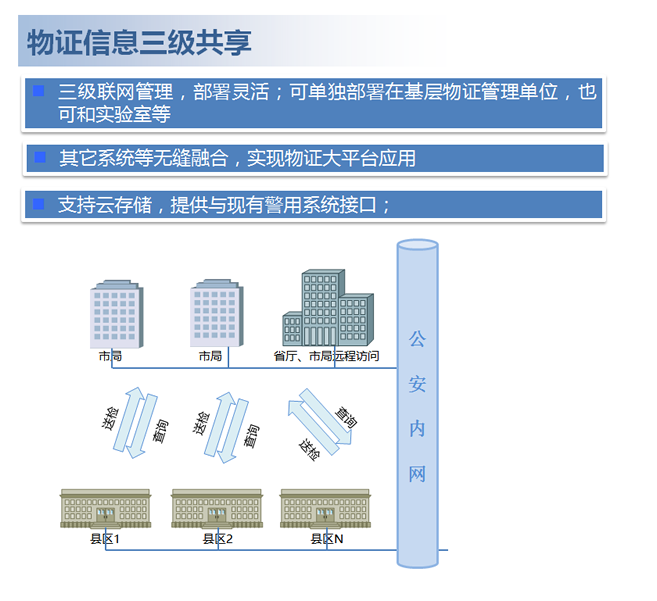 物证信息三级共享
三级联网管理，部署灵活；可单独部署在基层物证管理单位，也
可和实验室等
其它系统等无缝融合，实现物证大平台应用
支持云存储，提供与现有警用系统接口；
市局
市局
省厅、市局远程访问
公安内网
送检
查询
送检
查询
查询
送检
县区1
县区2
县区N